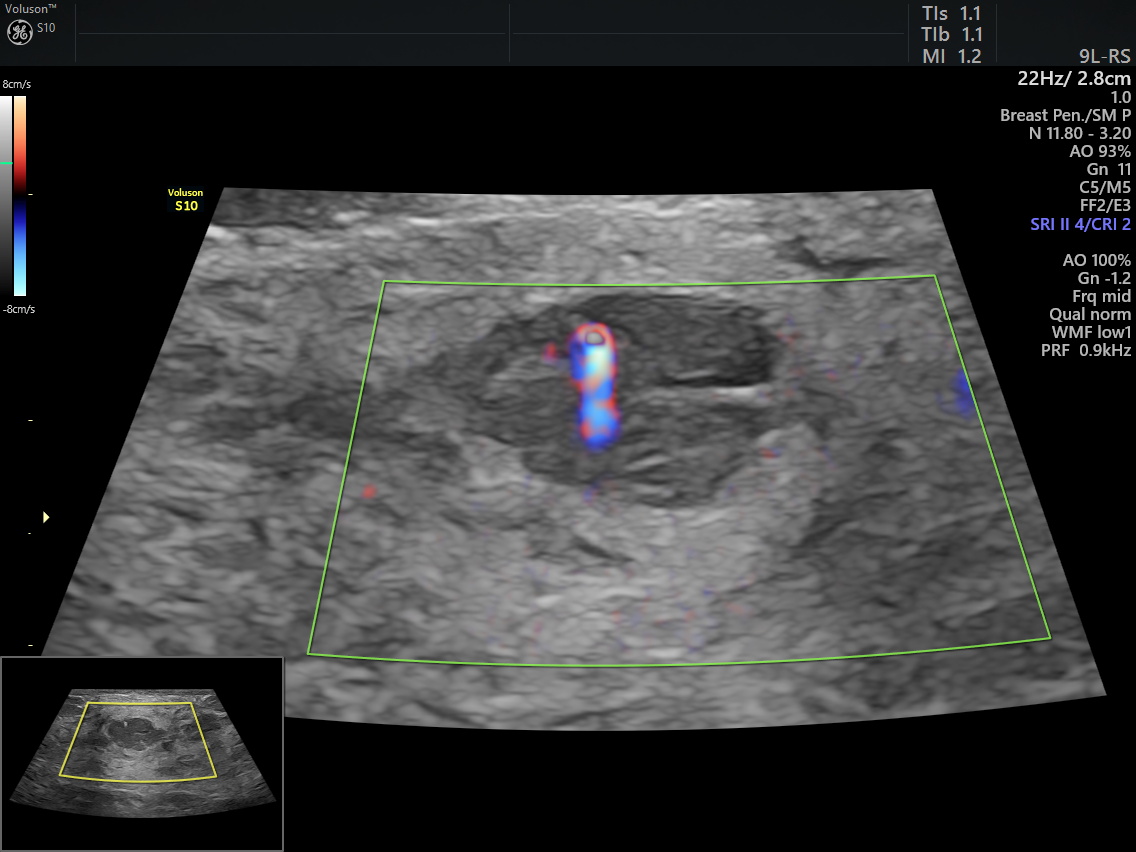 Voluson™
S10
TIs 1.1
TIb 1.1
MI 1.2
9L-RS
22Hz/ 2.8cm
1.0
Breast Pen./SM P
N 11.80 - 3.20
AO 93%
Gn 11
C5/M5
FF2/E3
SRI II 4/CRI 2
AO 100%
Gn -1.2
Frq mid
Qual norm
WMF low1
PRF 0.9kHz
8cm/s
-8cm/s
Voluson
S10